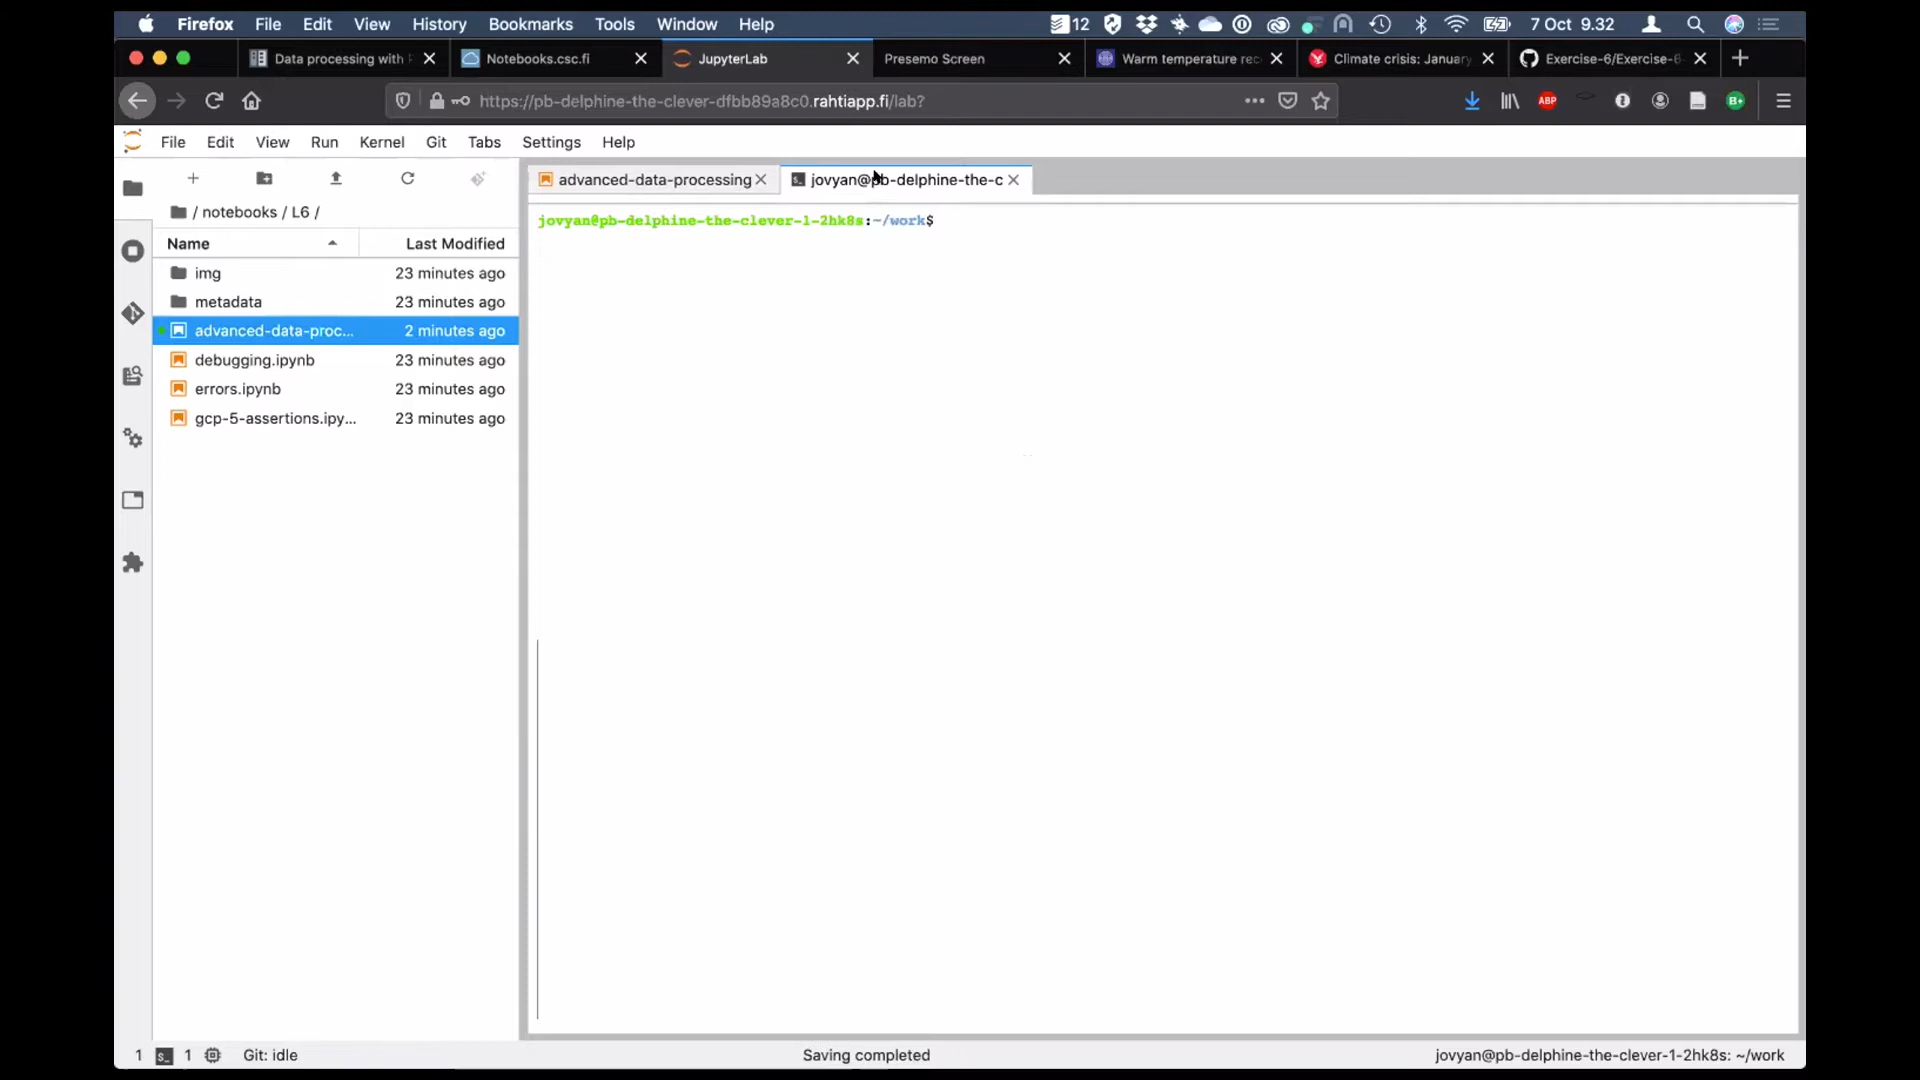 Firefox File Edit View History Bookmarks Tools Window Help 12 7 Oct 9.32
Data processing with Notebooks.csc.fi JupyterLab Presemo Screen Warm temperature rec Climate crisis: January Exercise-6/Exercise-6
https://pb-delphine-the-clever-dfbb89a8c0.rahtiapp.fi/lab? ABP B+
File Edit View Run Kernel Git Tabs Settings Help
advanced-data-processing jovyan@pb-delphine-the-c
/ notebooks / L6 /
jovyan@pb-delphine-the-clever-1-2hk8s:~/work$
Name Last Modified
img 23 minutes ago
metadata 23 minutes ago
advanced-data-proc... 2 minutes ago
debugging.ipynb 23 minutes ago
errors.ipynb 23 minutes ago
gcp-5-assertions.ipy... 23 minutes ago
1 1 Git: idle Saving completed jovyan@pb-delphine-the-clever-1-2hk8s: ~/work